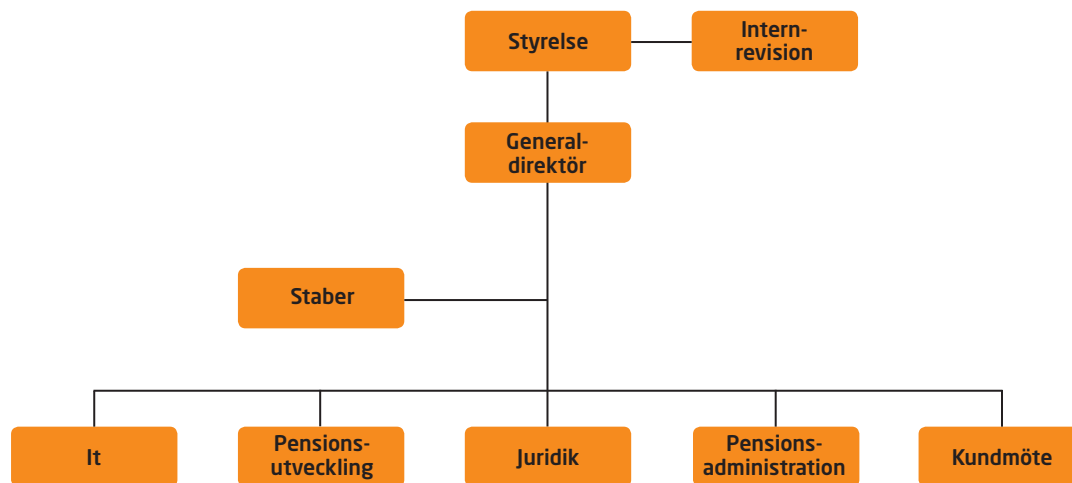 Styrelse
Intern-
revision
General-
direktör
Staber
It
Pensions-
utveckling
Juridik
Pensions-
administration
Kundmöte